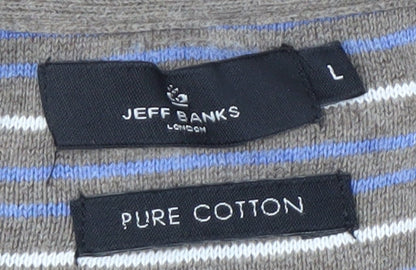 JEFF BANKS
LONDON
L
PURE COTTON